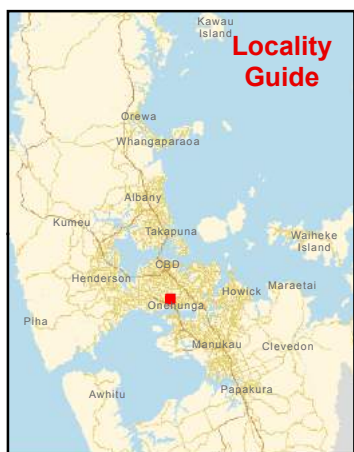 Kawau
Island
Locality
Guide
Orewa
Whangaparaoa
Albany
Kumeu
Takapuna
Waiheke
Island
CBD
Henderson
Howick
Maraetai
Onehunga
Piha
Manukau
Clevedon
Awhitu
Papakura